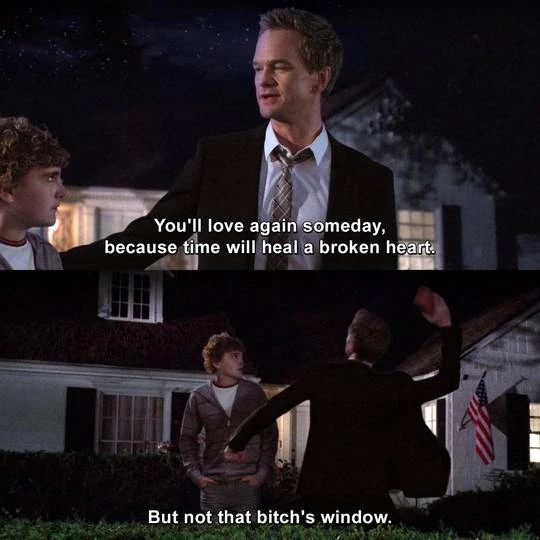 You'll love again someday,
because time will heal a broken heart.
But not that bitch's window.